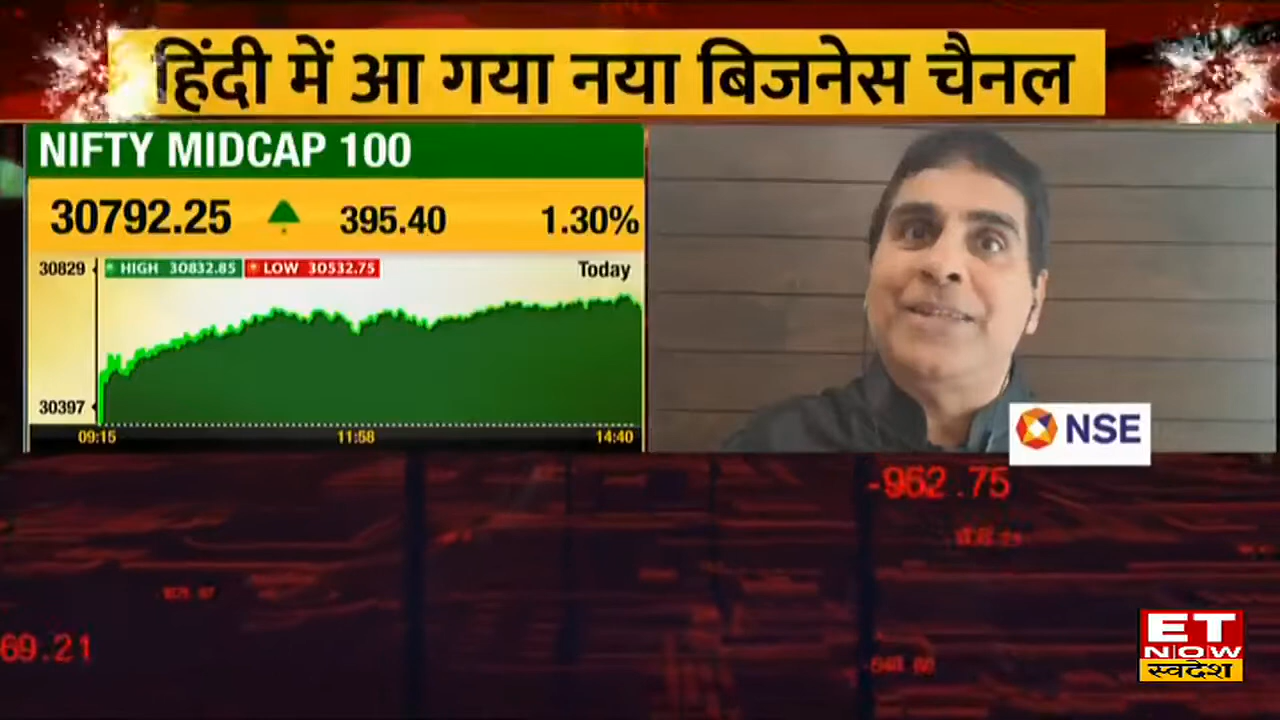 हिंदी में आ गया नया बिजनेस चैनल
NIFTY MIDCAP 100
30792.25 395.40 1.30%
30829 HIGH 30832.85 LOW 30532.75 Today
30397
09:15 11:58 14:40
NSE
-962.75
69.21
ET
NOW
स्वदेश